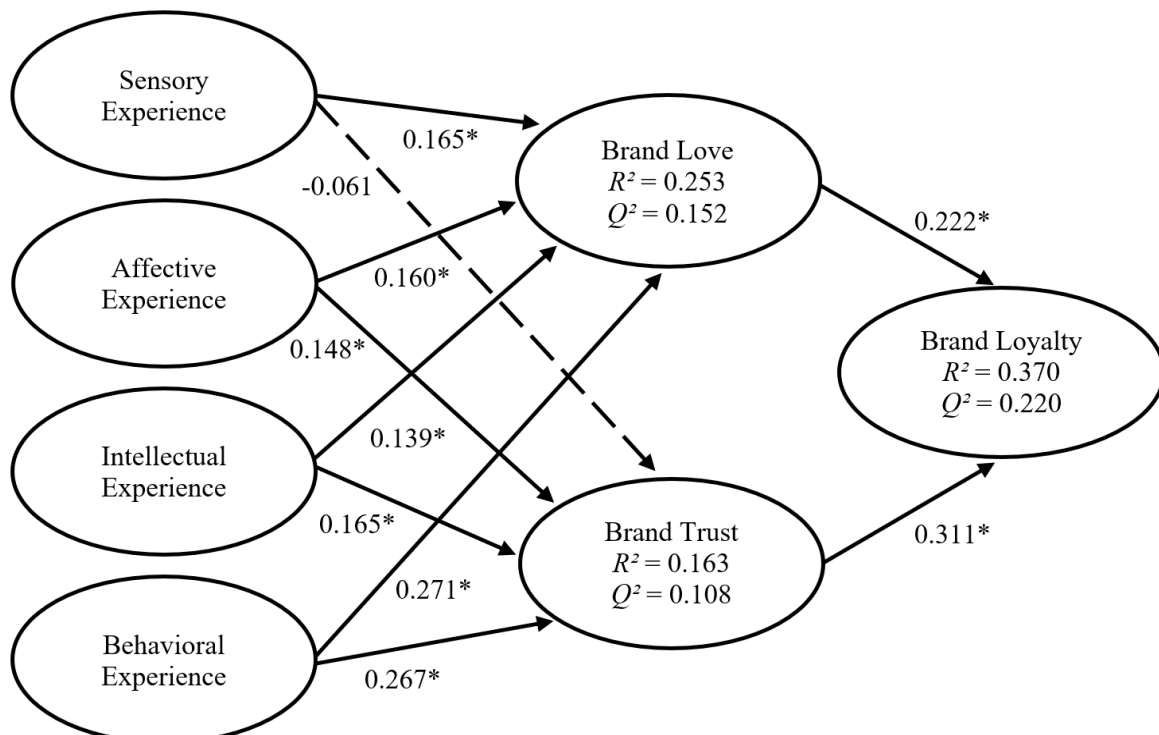 Sensory
Experience
0.165*
-0.061
Affective
Experience
0.160*
0.148*
Intellectual
Experience
0.139*
0.165*
Behavioral
Experience
0.271*
0.267*
Brand Love
R² = 0.253
Q² = 0.152
Brand Trust
R² = 0.163
Q² = 0.108
0.222*
0.311*
Brand Loyalty
R² = 0.370
Q² = 0.220